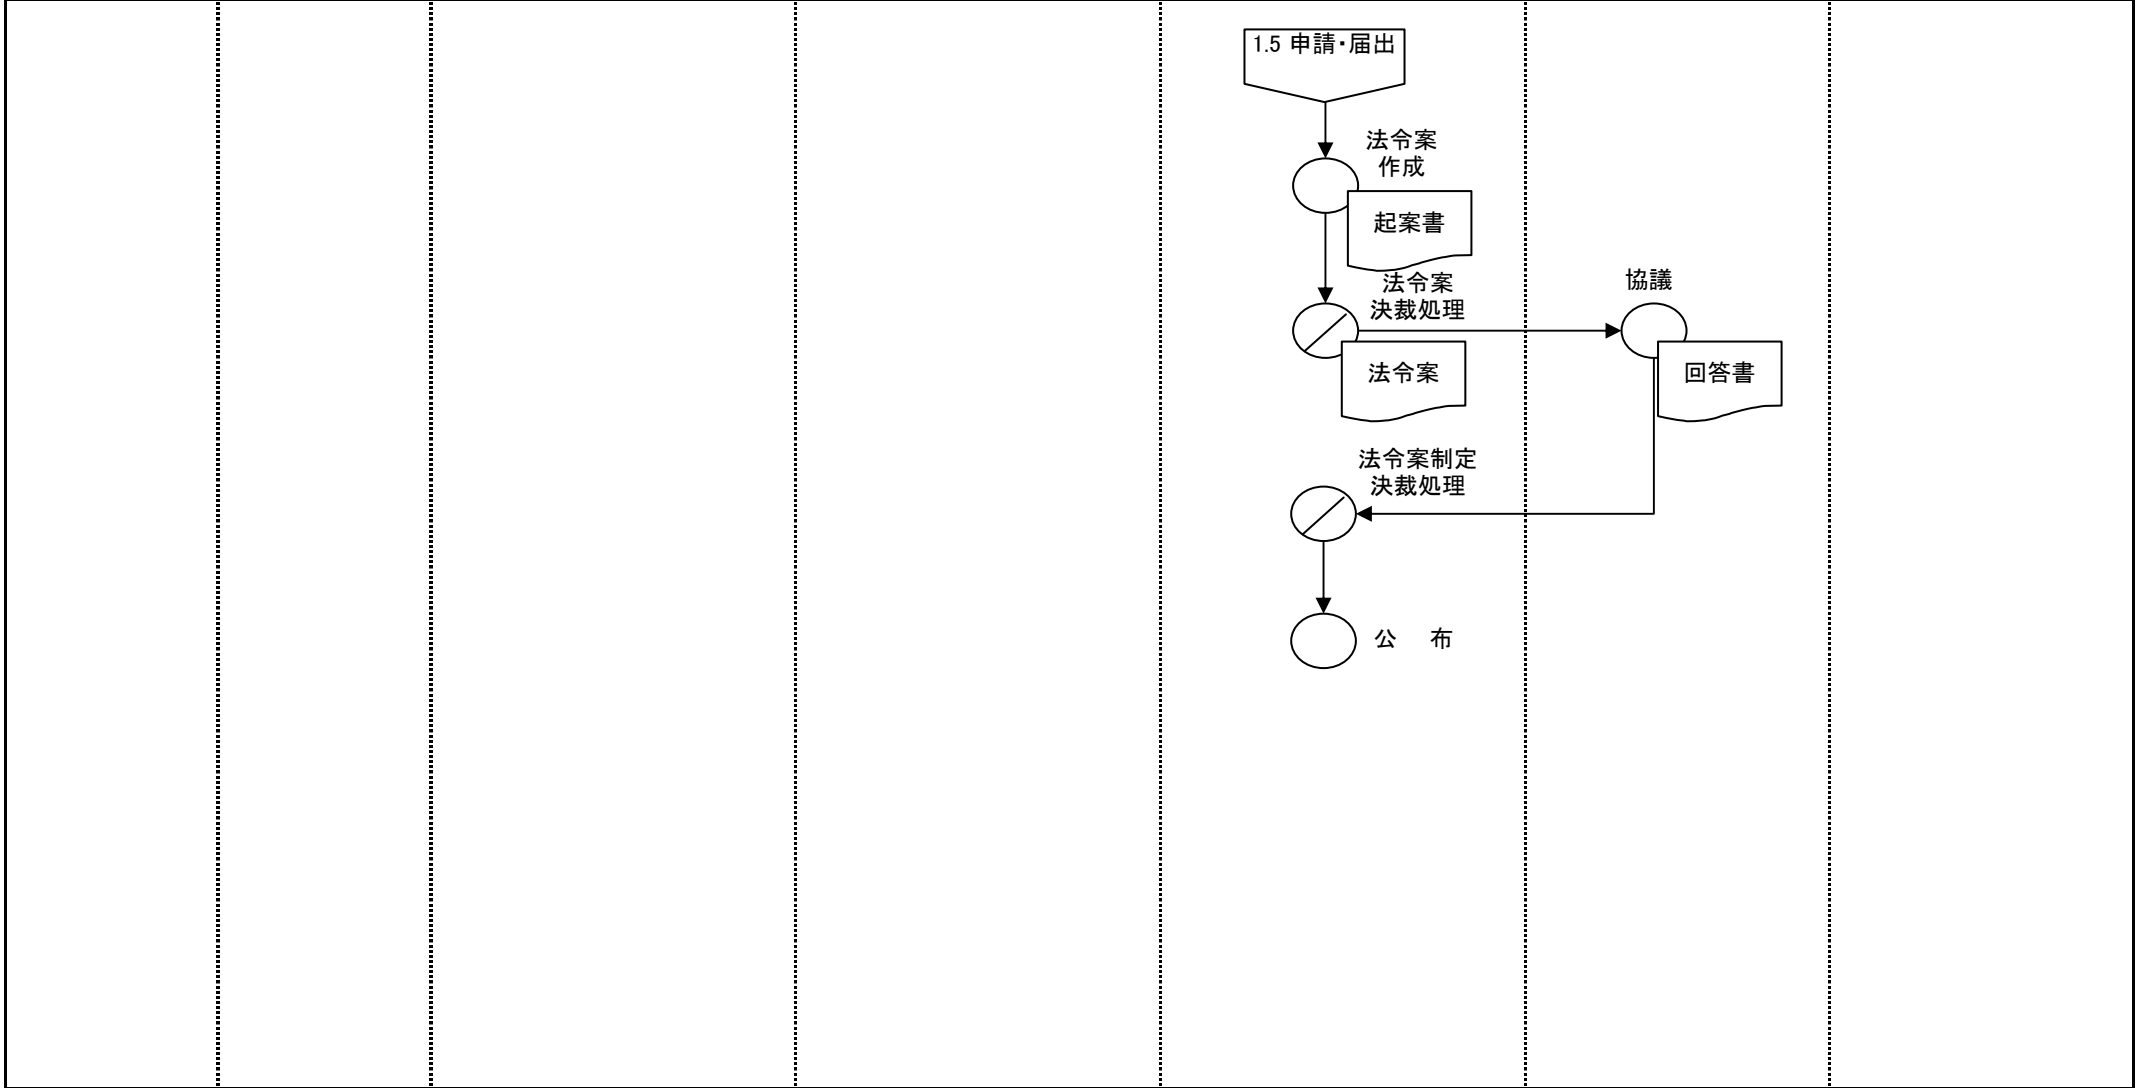 1.5 申請・届出
法令案
作成
起案書
法令案
決裁処理
協議
法令案
回答書
法令案制定
決裁処理
公　布